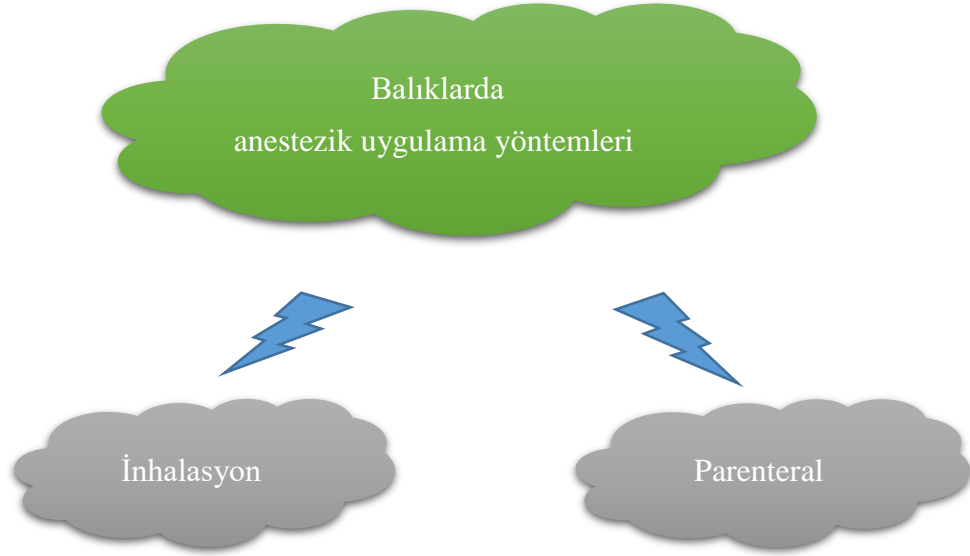 Balıklarda
anestezik uygulama yöntemleri
İnhalasyon
Parenteral